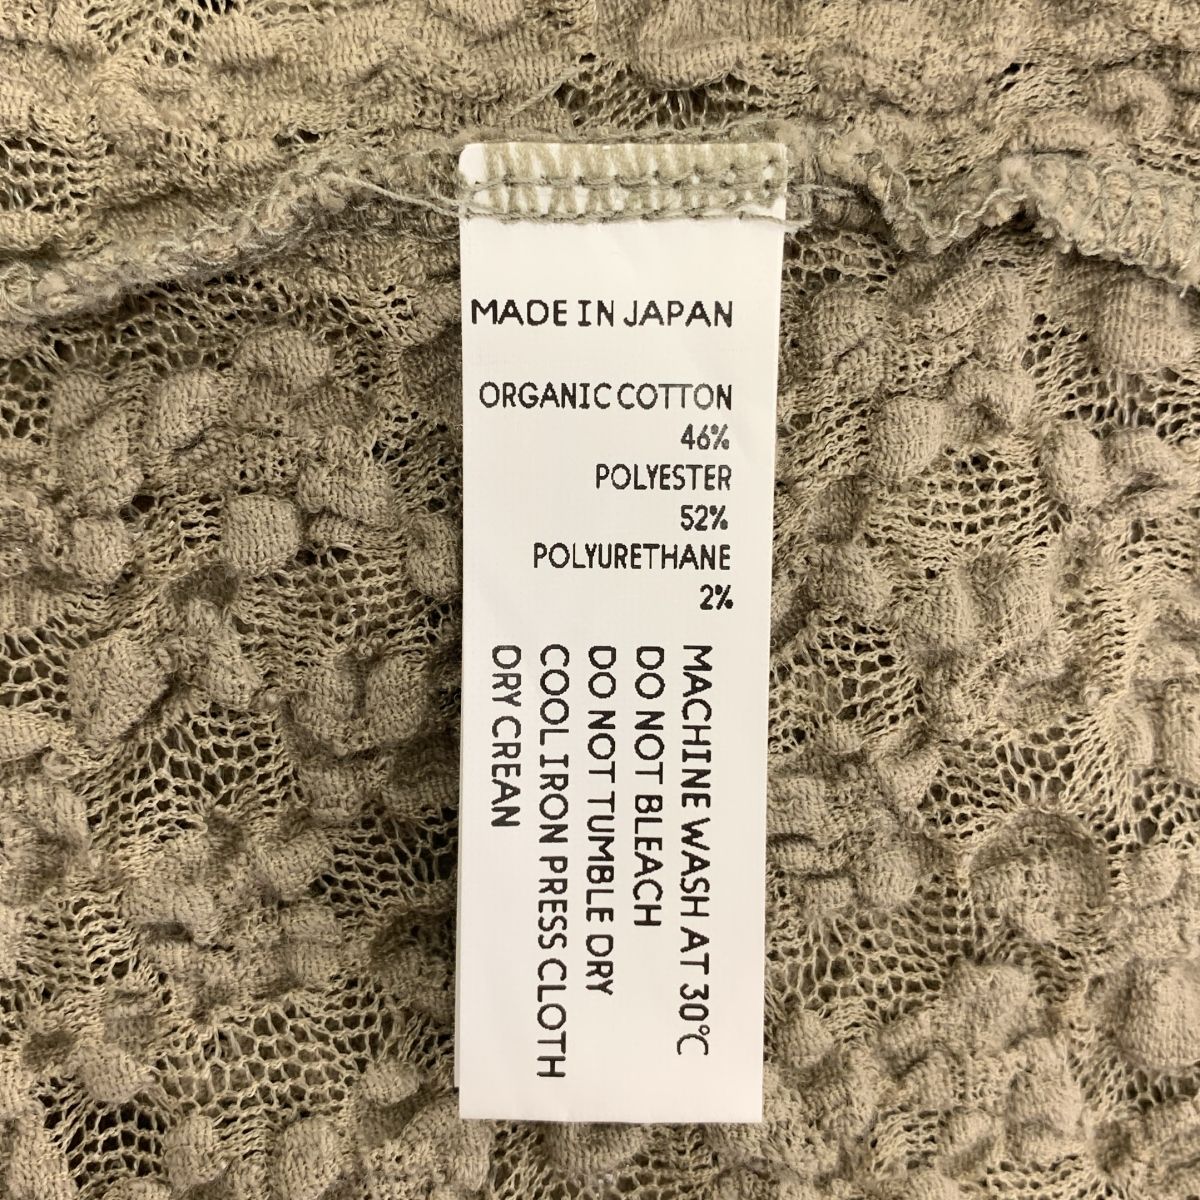 MADE IN JAPAN
ORGANIC COTTON
46%
POLYESTER
52%
POLYURETHANE
2%
MACHINE WASH AT 30℃
DO NOT BLEACH
DO NOT TUMBLE DRY
COOL IRON PRESS CLOTH
DRY CREAN